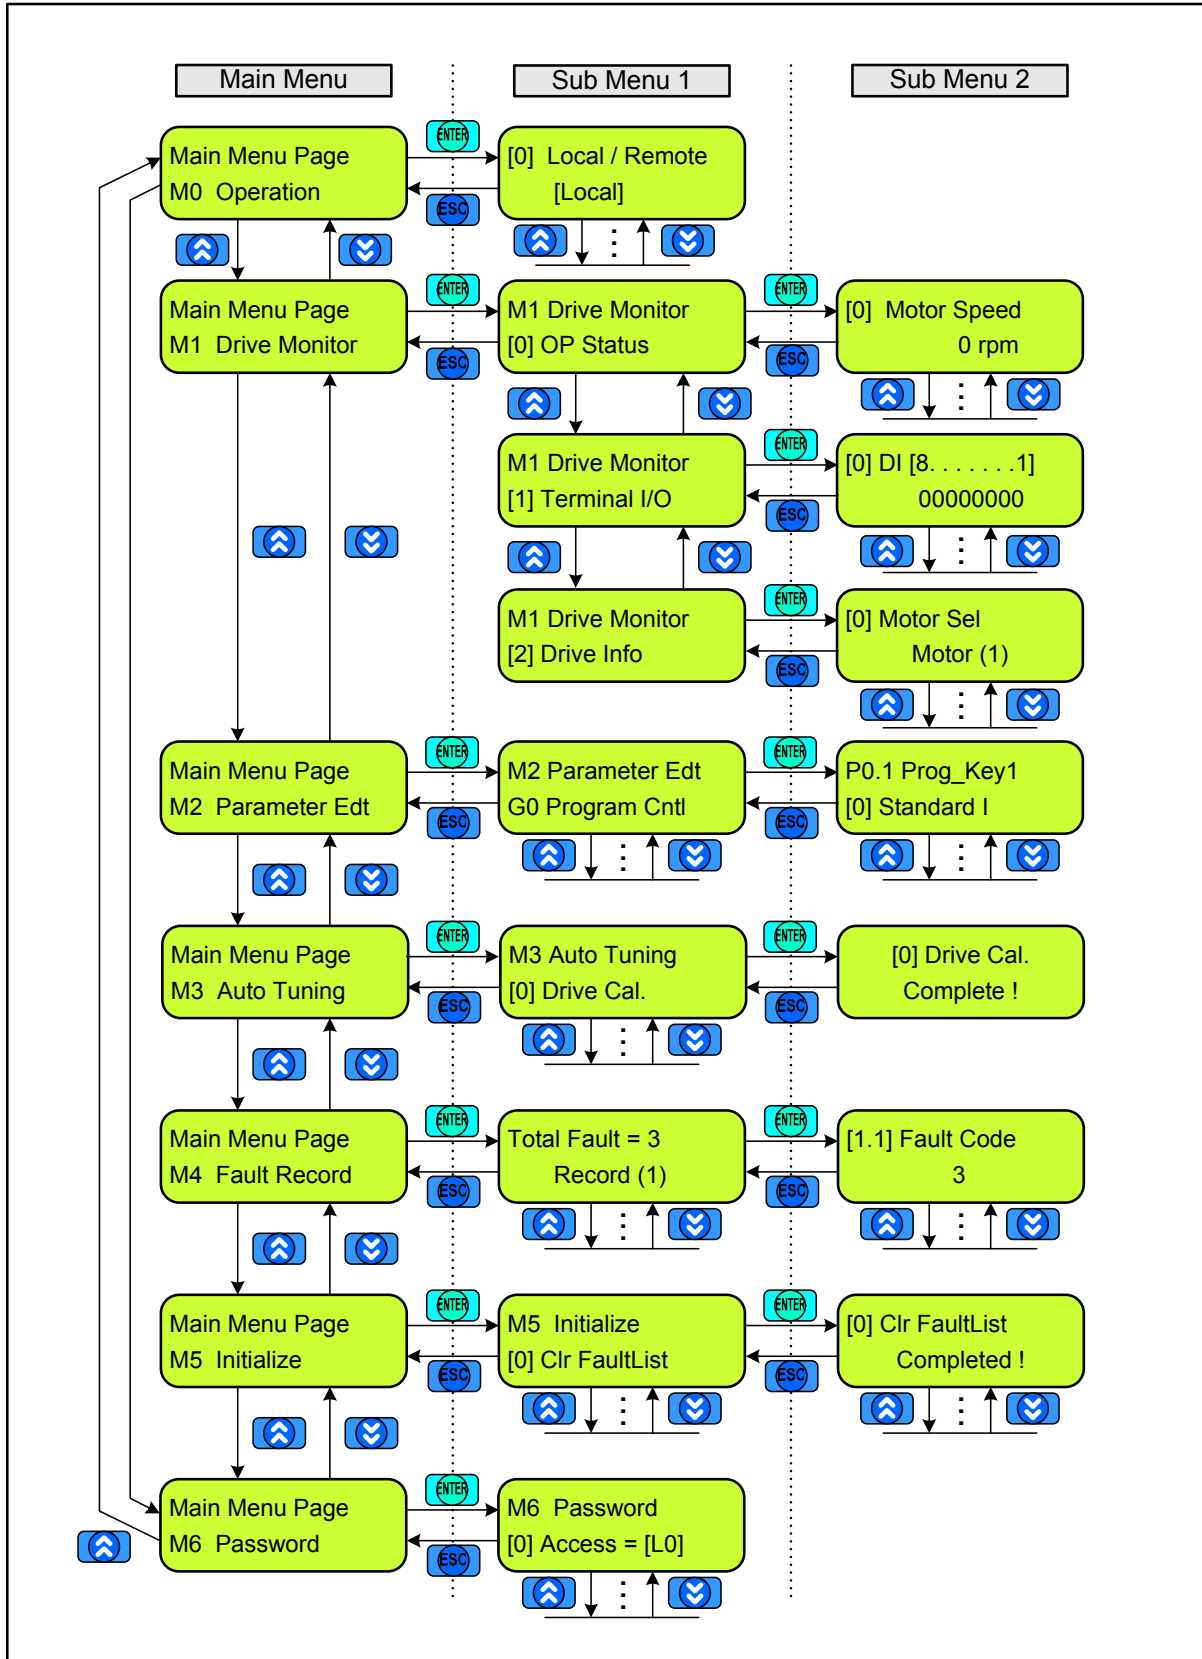 Main Menu
Sub Menu 1
Sub Menu 2
Main Menu Page
M0 Operation
ENTER
ESC
[0] Local / Remote
[Local]
Main Menu Page
M1 Drive Monitor
ENTER
ESC
M1 Drive Monitor
[0] OP Status
ENTER
ESC
[0] Motor Speed
0 rpm
M1 Drive Monitor
[1] Terminal I/O
ENTER
ESC
[0] DI [8. . . . . . .1]
00000000
M1 Drive Monitor
[2] Drive Info
ENTER
ESC
[0] Motor Sel
Motor (1)
Main Menu Page
M2 Parameter Edt
ENTER
ESC
M2 Parameter Edt
G0 Program Cntl
ENTER
ESC
P0.1 Prog_Key1
[0] Standard I
Main Menu Page
M3 Auto Tuning
ENTER
ESC
M3 Auto Tuning
[0] Drive Cal.
ENTER
ESC
[0] Drive Cal.
Complete !
Main Menu Page
M4 Fault Record
ENTER
ESC
Total Fault = 3
Record (1)
ENTER
ESC
[1.1] Fault Code
3
Main Menu Page
M5 Initialize
ENTER
ESC
M5 Initialize
[0] Clr FaultList
ENTER
ESC
[0] Clr FaultList
Completed !
Main Menu Page
M6 Password
ENTER
ESC
M6 Password
[0] Access = [L0]